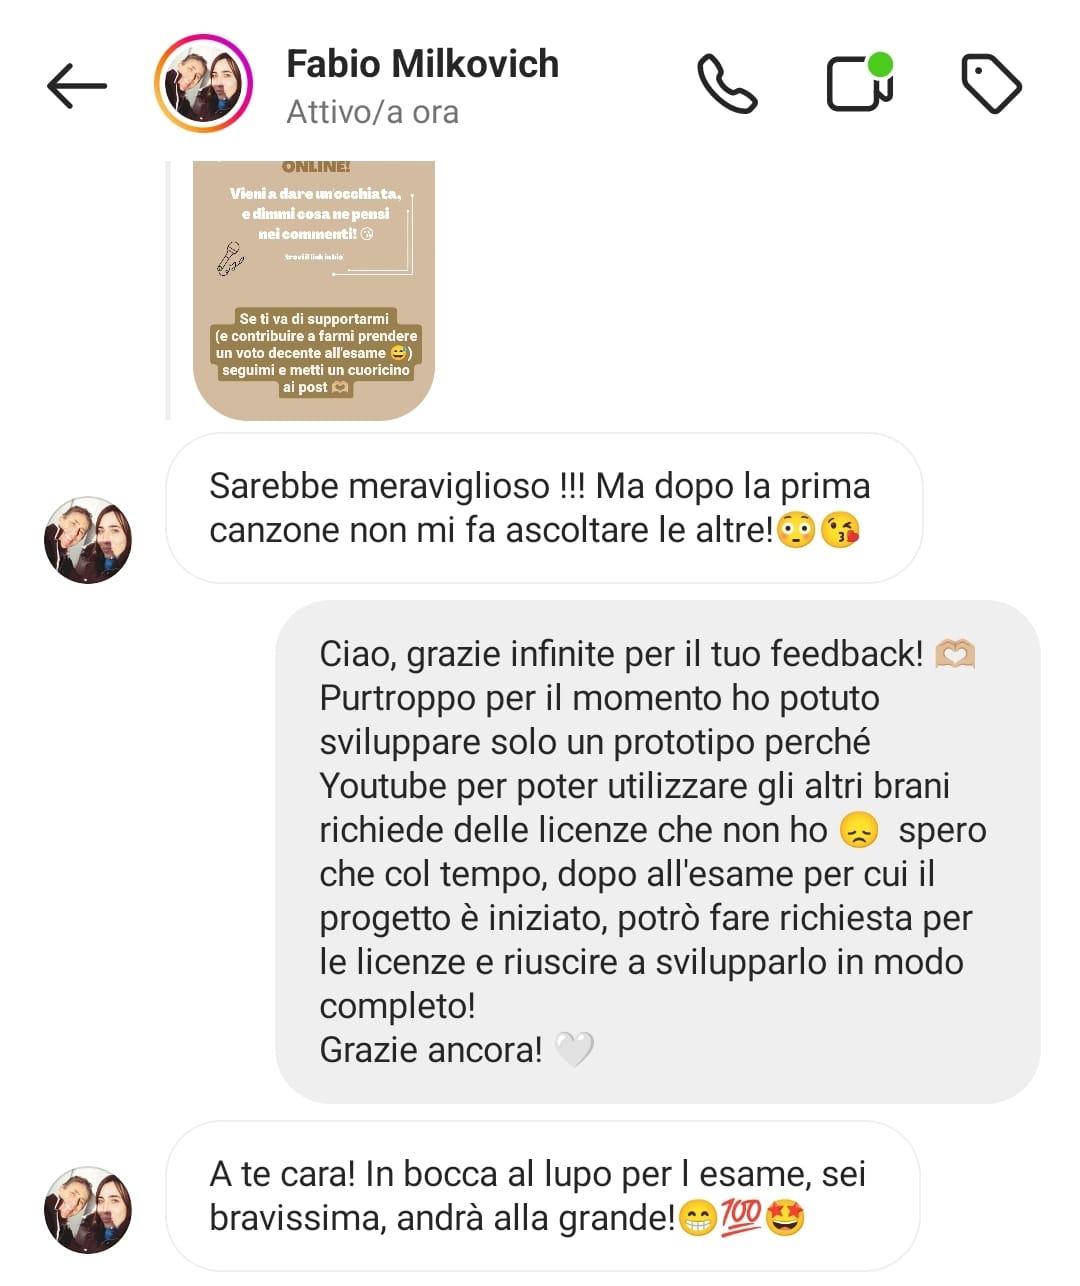 Fabio Milkovich
Attivo/a ora
ONLINE!
Vieni a dare un'occhiata,
e dimmi cosa ne pensi
nei commenti! 😘
trovi il link in bio
Se ti va di supportarmi
(e contribuire a farmi prendere
un voto decente all'esame 😅)
seguimi e metti un cuoricino
ai post 🫶🏼
Sarebbe meraviglioso !!! Ma dopo la prima
canzone non mi fa ascoltare le altre!😳😘
Ciao, grazie infinite per il tuo feedback! 🫶🏼
Purtroppo per il momento ho potuto
sviluppare solo un prototipo perché
Youtube per poter utilizzare gli altri brani
richiede delle licenze che non ho 😞 spero
che col tempo, dopo all'esame per cui il
progetto è iniziato, potrò fare richiesta per
le licenze e riuscire a svilupparlo in modo
completo!
Grazie ancora! 🤍
A te cara! In bocca al lupo per l esame, sei
bravissima, andrà alla grande!😁💯🤩